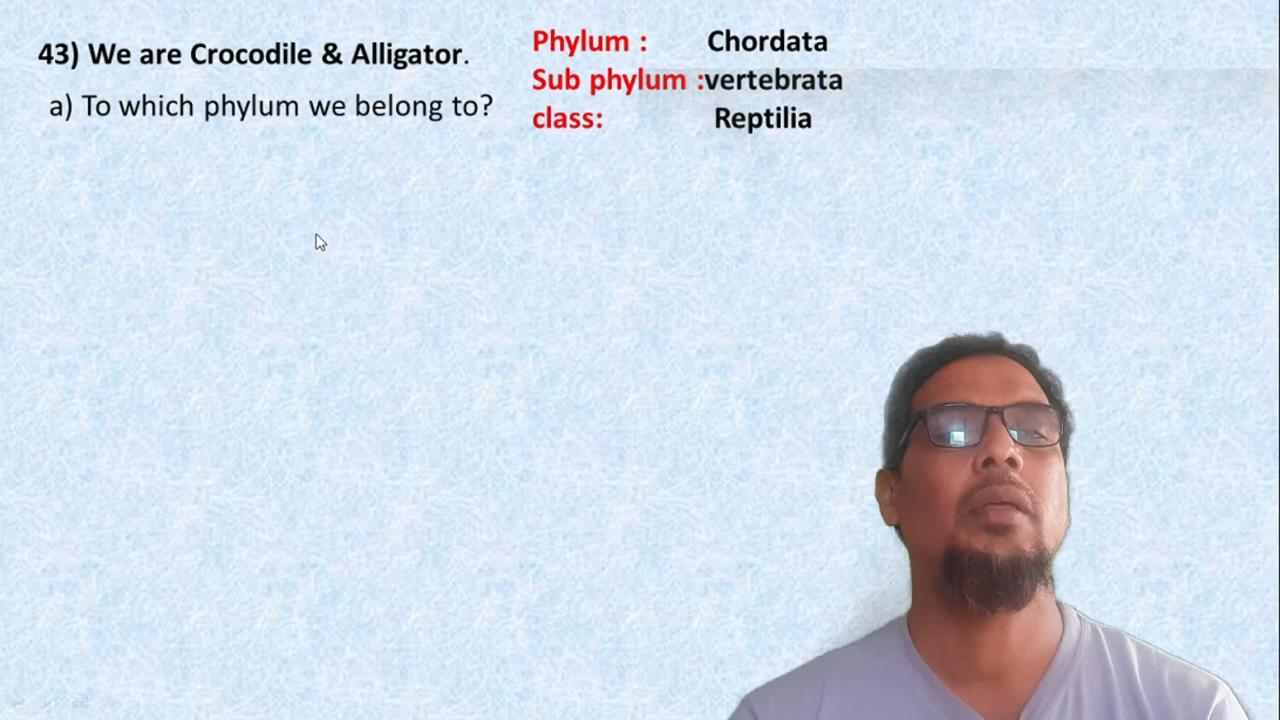 43) We are Crocodile & Alligator.
a) To which phylum we belong to?
Phylum : Chordata
Sub phylum :vertebrata
class: Reptilia